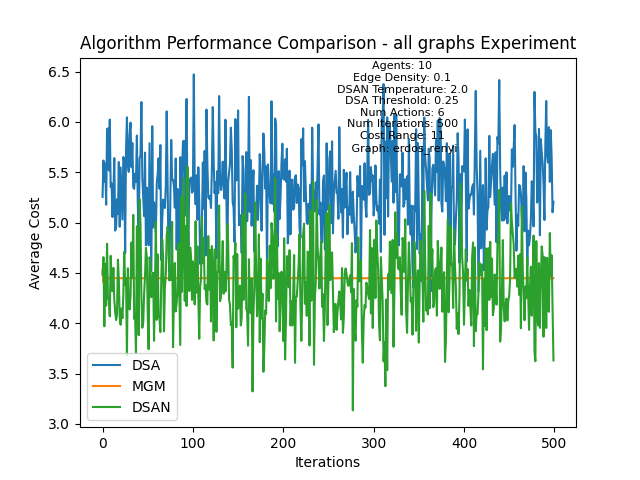 Algorithm Performance Comparison - all graphs Experiment
Agents: 10
Edge Density: 0.1
DSAN Temperature: 2.0
DSA Threshold: 0.25
Num Actions: 6
Num Iterations: 500
Cost Range: 11
Graph: erdos_renyi
6.5
6.0
5.5
5.0
4.5
4.0
3.5
3.0
Average Cost
DSA
MGM
DSAN
0 100 200 300 400 500
Iterations